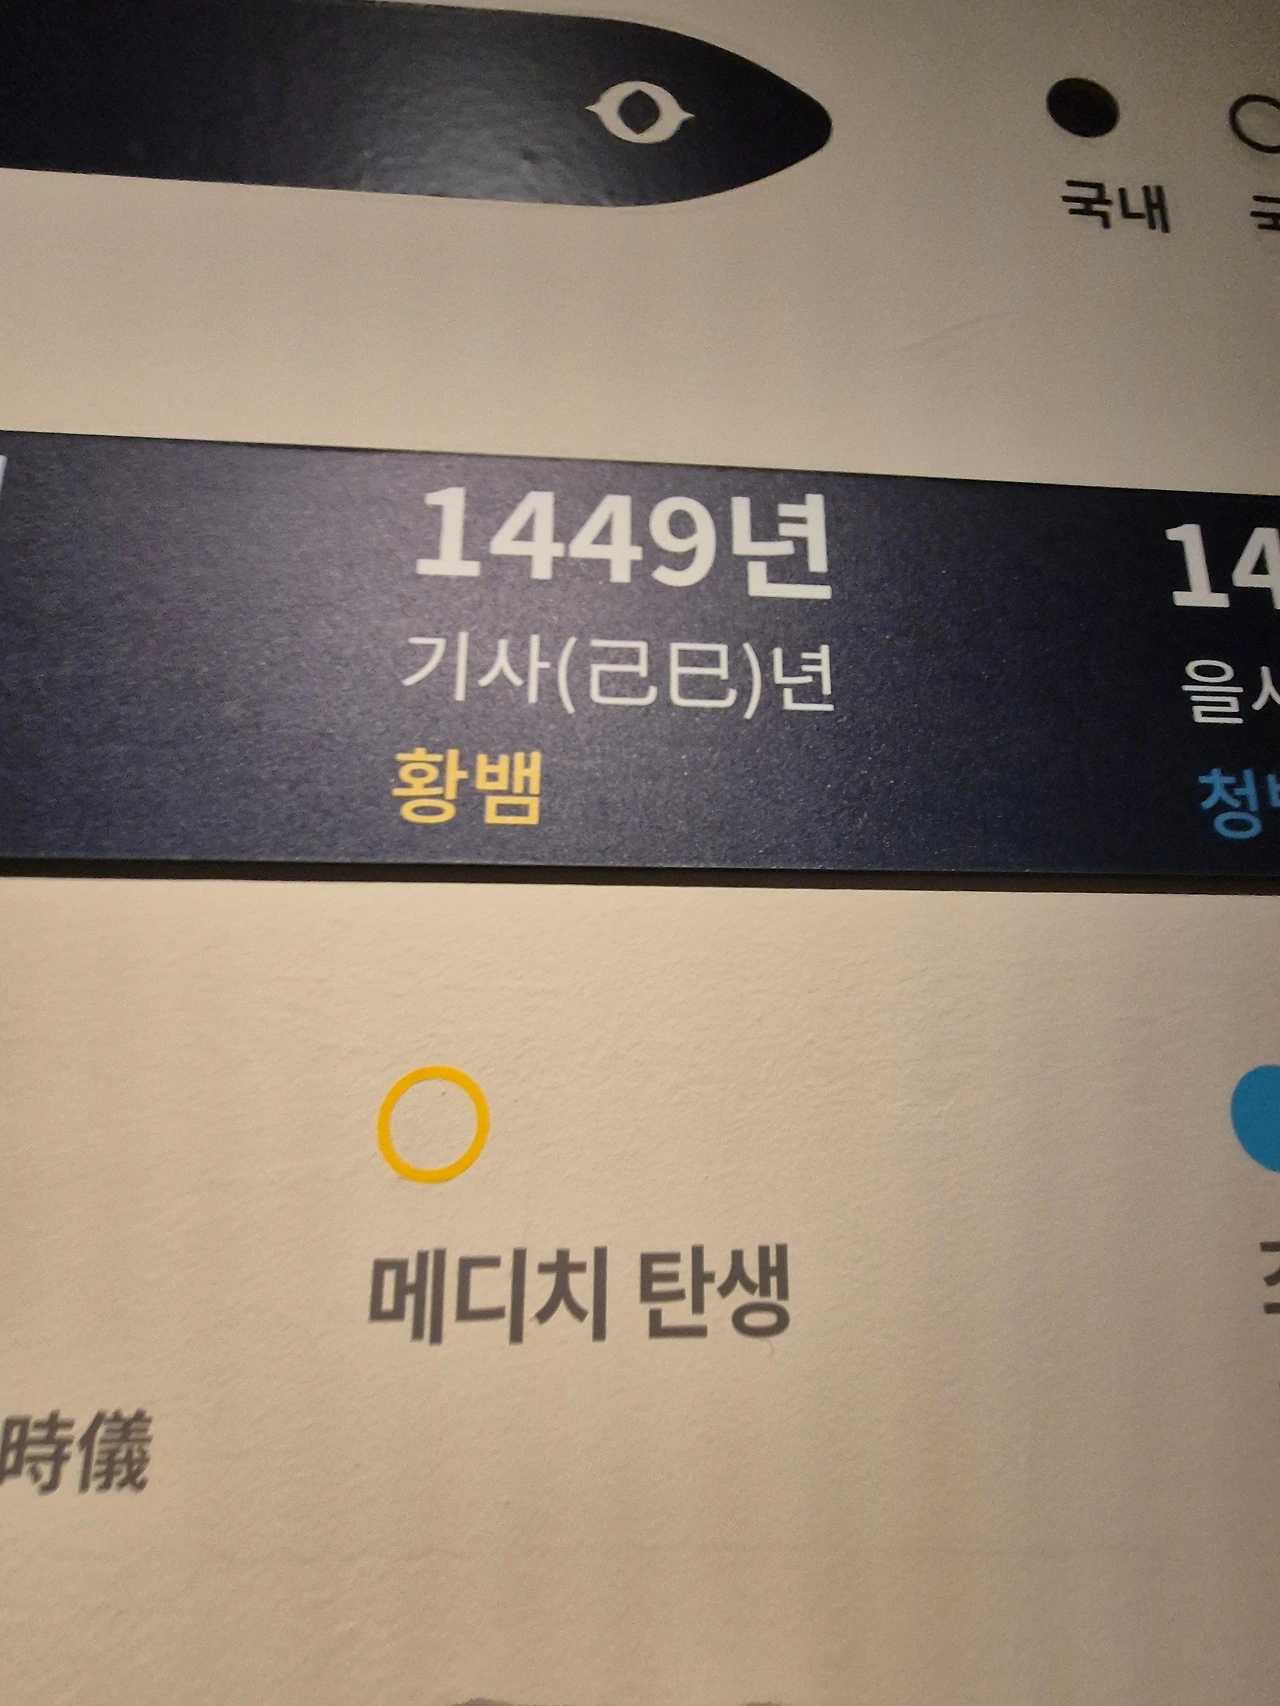 국내
1449년
기사(己巳)년
황뱀
메디치 탄생
時儀